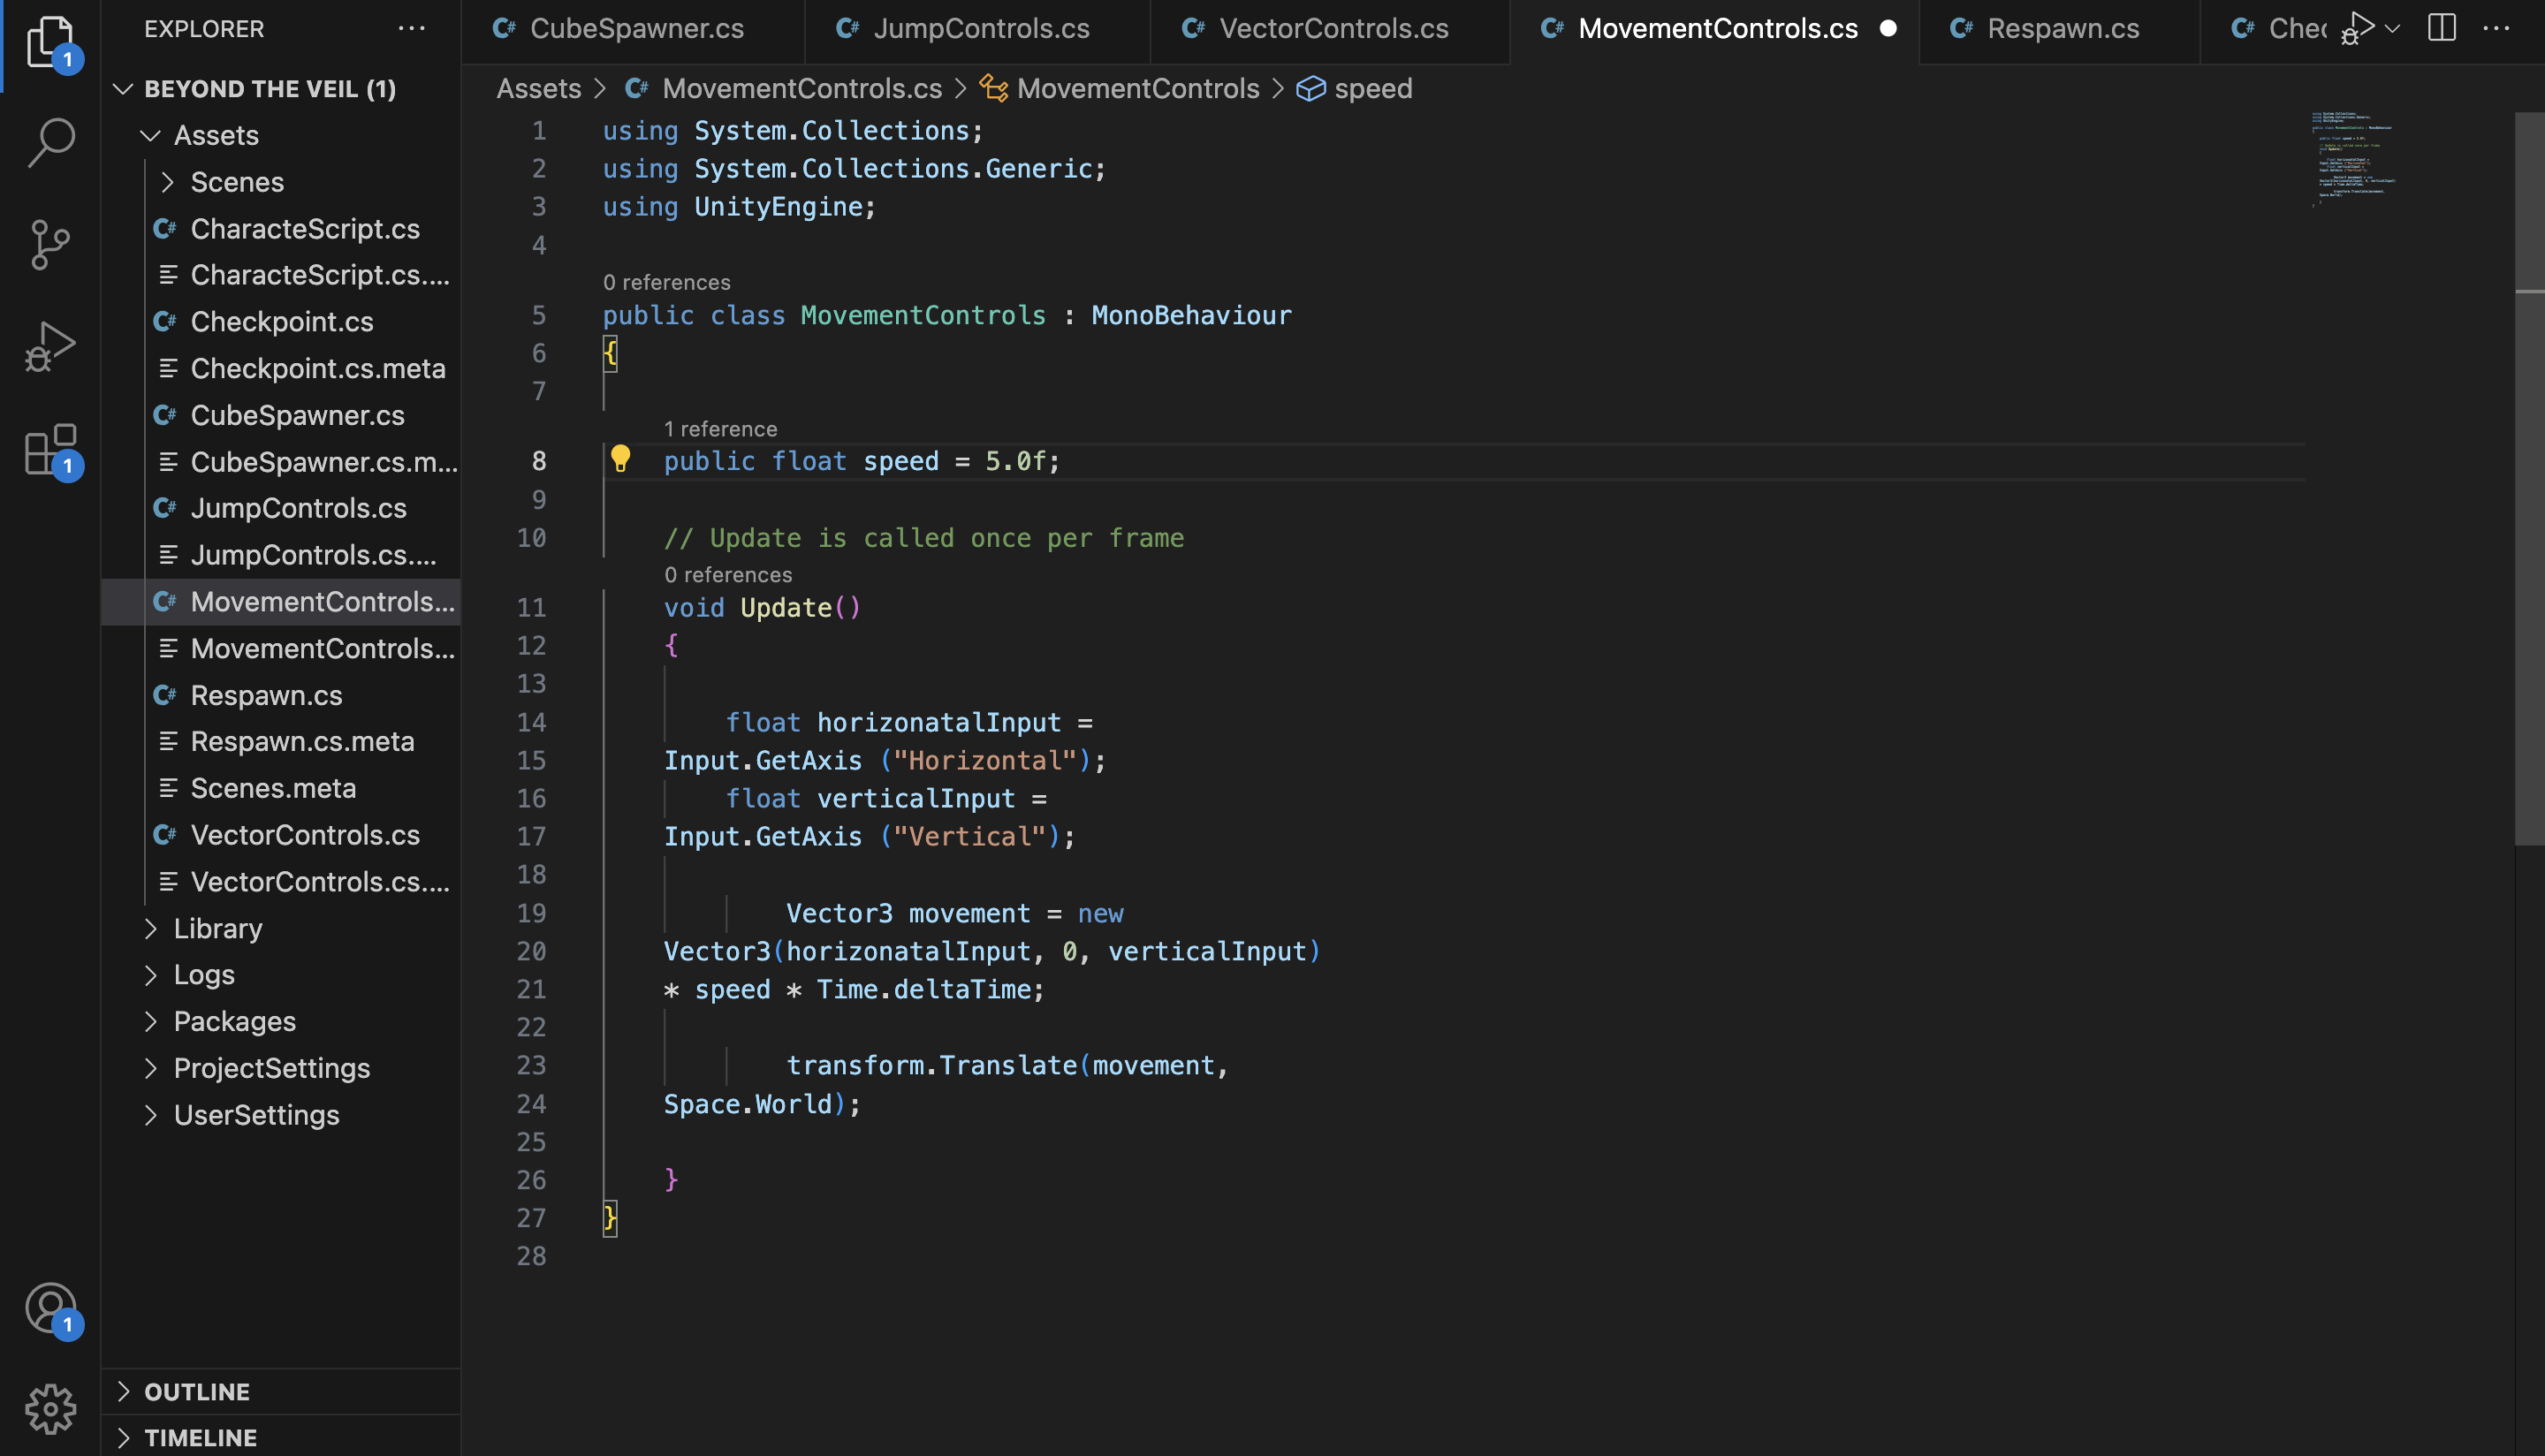 EXPLORER
1
BEYOND THE VEIL (1)
Assets
Scenes
CharacteScript.cs
CharacteScript.cs....
Checkpoint.cs
Checkpoint.cs.meta
CubeSpawner.cs
CubeSpawner.cs.m...
JumpControls.cs
JumpControls.cs....
MovementControls...
MovementControls...
Respawn.cs
Respawn.cs.meta
Scenes.meta
VectorControls.cs
VectorControls.cs....
Library
Logs
Packages
ProjectSettings
UserSettings
OUTLINE
TIMELINE
1
1
CubeSpawner.cs
JumpControls.cs
VectorControls.cs
MovementControls.cs
Respawn.cs
Chec
Assets > MovementControls.cs > MovementControls > speed
1 using System.Collections;
2 using System.Collections.Generic;
3 using UnityEngine;
4
0 references
5 public class MovementControls : MonoBehaviour
6 {
7
1 reference
8 public float speed = 5.0f;
9
10 // Update is called once per frame
0 references
11 void Update()
12 {
13
14 float horizonatalInput =
15 Input.GetAxis ("Horizontal");
16 float verticalInput =
17 Input.GetAxis ("Vertical");
18
19 Vector3 movement = new
20 Vector3(horizonatalInput, 0, verticalInput)
21 * speed * Time.deltaTime;
22
23 transform.Translate(movement,
24 Space.World);
25
26 }
27 }
28